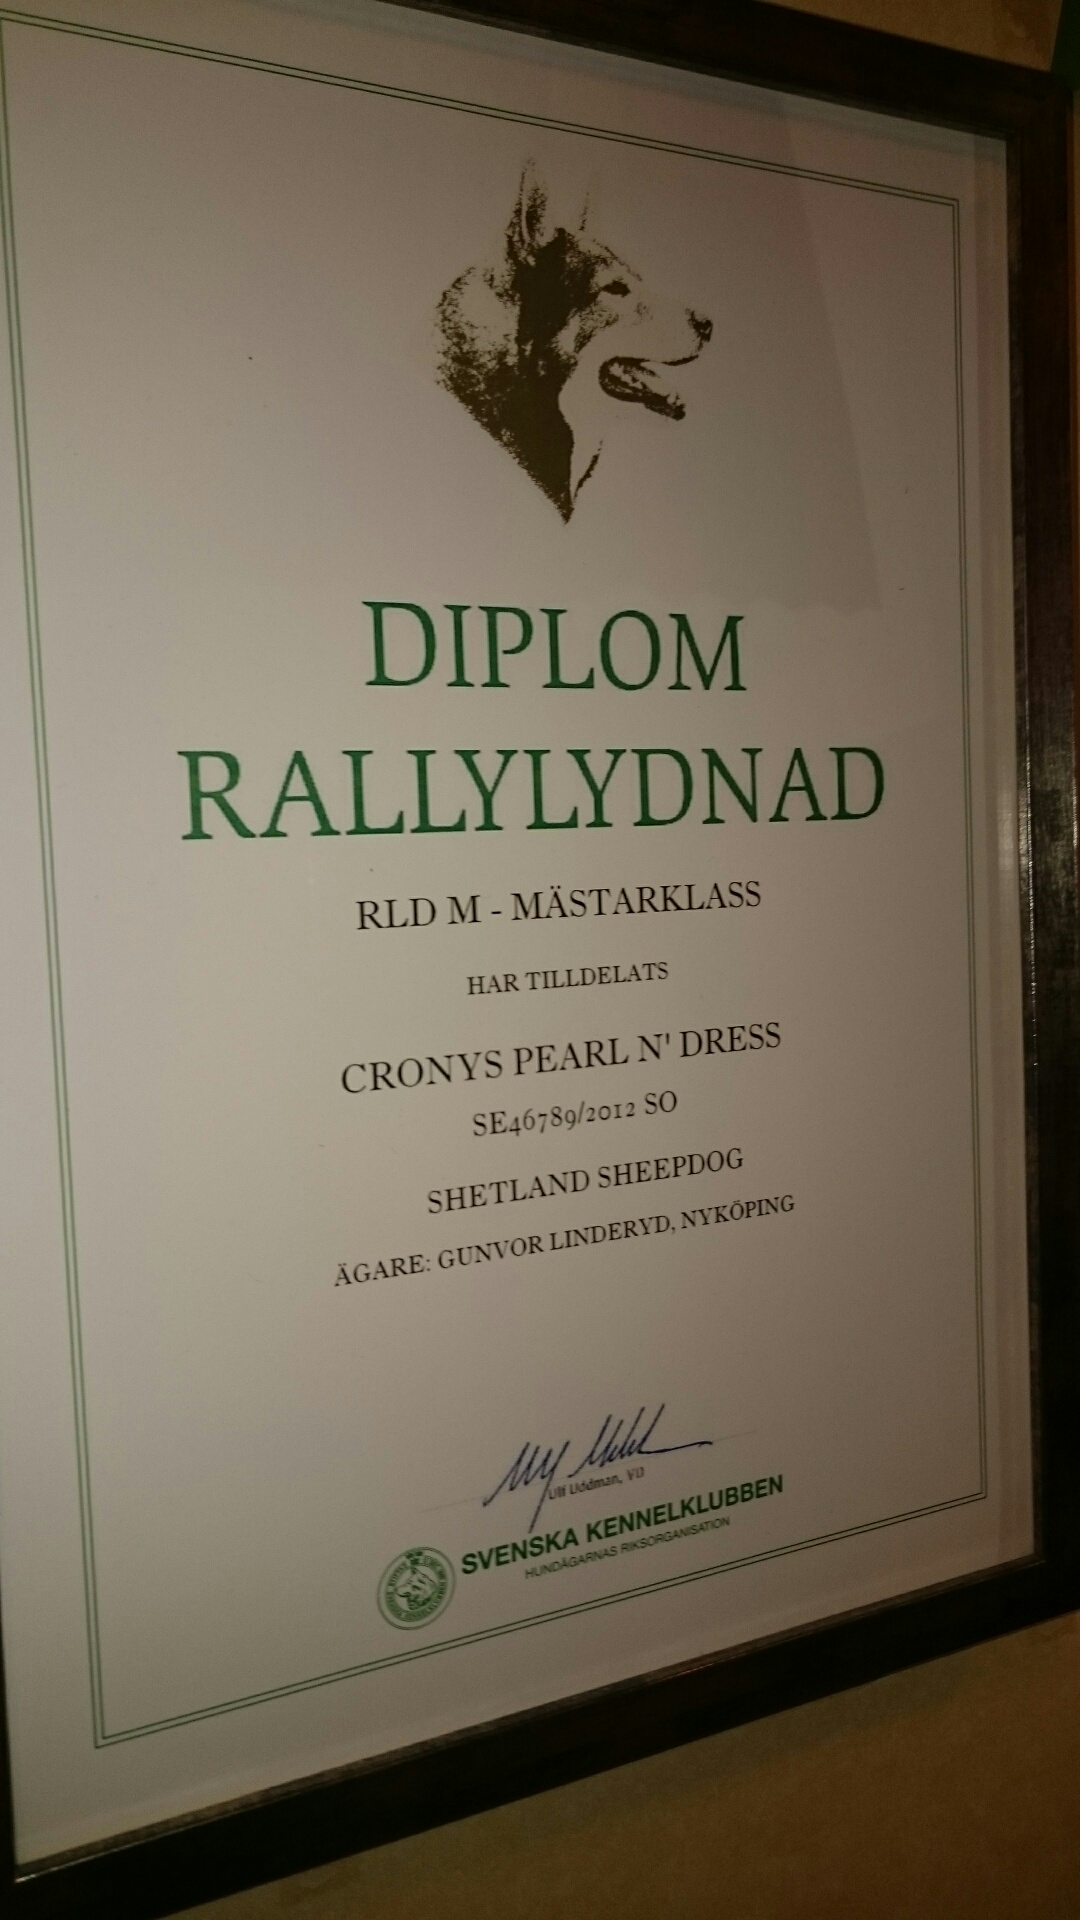 DIPLOM
RALLYLYDNAD
RLD M - MÄSTARKLASS
HAR TILLDELATS
CRONYS PEARL N' DRESS
SE46789/2012 SO
SHETLAND SHEEPDOG
ÄGARE: GUNVOR LINDERYD, NYKÖPING
Ulf Uddman, VD
SVENSKA KENNELKLUBBEN
HUNDÄGARNAS RIKSORGANISATION